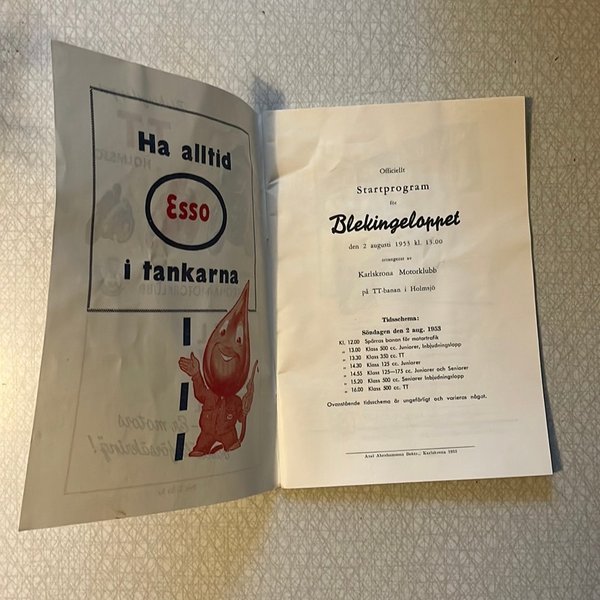 Ha alltid
Esso
i tankarna
Officiellt
Startprogram
för
Blekingeloppet
den 2 augusti 1953 kl. 13.00
arrangerat av
Karlskrona Motorklubb
på TT-banan i Holmsjö
Tidsschema:
Söndagen den 2 aug. 1953
Kl. 12.00 Spärras banan för motortrafik
„ 13.00 Klass 500 cc. Juniorer, Inbjudningslopp
„ 13.30 Klass 350 cc. TT
„ 14.30 Klass 125 cc. Juniorer
„ 14.55 Klass 125—175 cc. Juniorer och Seniorer
„ 15.20 Klass 500 cc. Seniorer Inbjudningslopp
„ 16.00 Klass 500 cc. TT
Ovanstående tidsschema är ungefärligt och varieras något.
Axel Abrahamsons Boktr., Karlskrona 1953